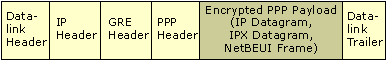 Data-
link
Header
IP
Header
GRE
Header
PPP
Header
Encrypted PPP Payload
(IP Datagram,
IPX Datagram,
NetBEUI Frame)
Data-
link
Trailer